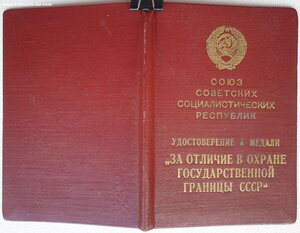 СОЮЗ
СОВЕТСКИХ
СОЦИАЛИСТИЧЕСКИХ
РЕСПУБЛИК
УДОСТОВЕРЕНИЕ К МЕДАЛИ
„ЗА ОТЛИЧИЕ В ОХРАНЕ
ГОСУДАРСТВЕННОЙ
ГРАНИЦЫ СССР“